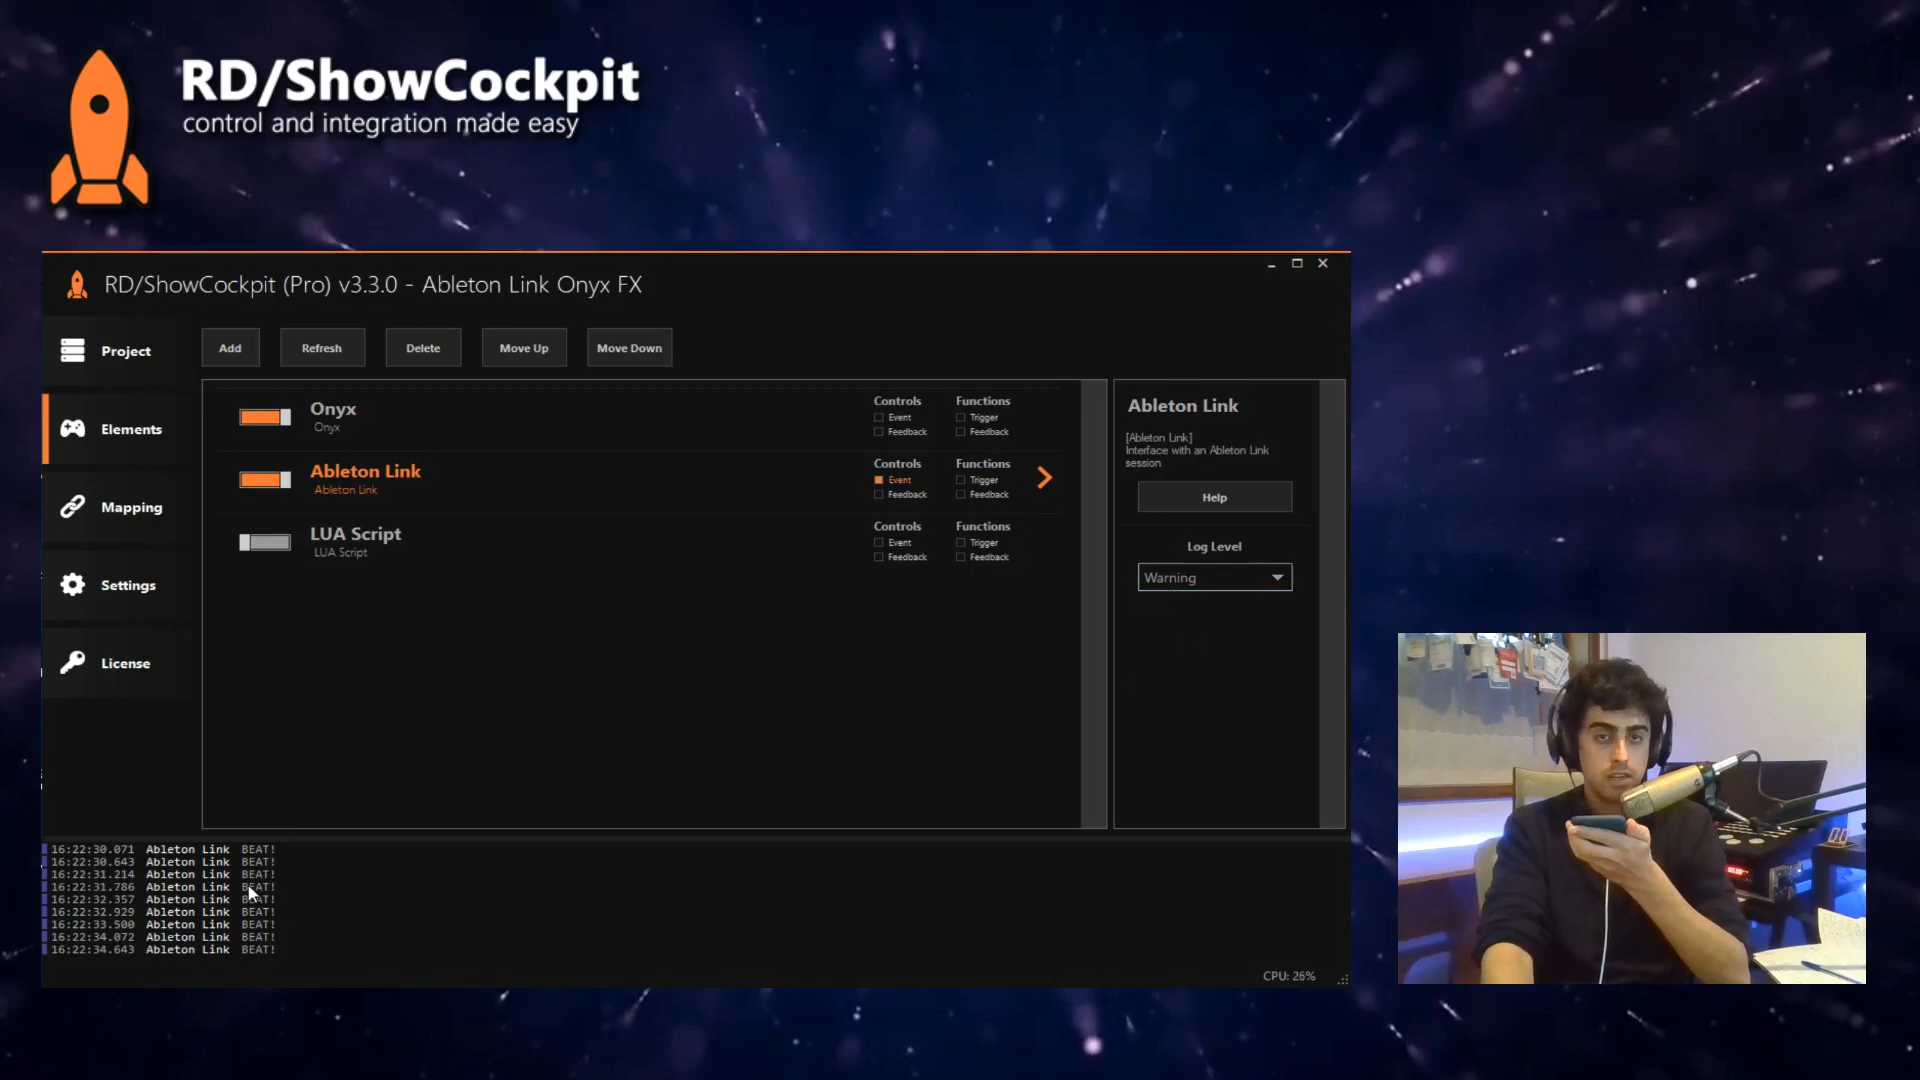 RD/ShowCockpit
control and integration made easy
RD/ShowCockpit (Pro) v3.3.0 - Ableton Link Onyx FX
Project
Elements
Mapping
Settings
License
Add Refresh Delete Move Up Move Down
Onyx
Onyx
Controls
Event
Feedback
Functions
Trigger
Feedback
Ableton Link
Ableton Link
Controls
Event
Feedback
Functions
Trigger
Feedback
LUA Script
LUA Script
Controls
Event
Feedback
Functions
Trigger
Feedback
Ableton Link
[Ableton Link]
Interface with an Ableton Link
session
Help
Log Level
Warning
16:22:30.071 Ableton Link BEAT!
16:22:30.643 Ableton Link BEAT!
16:22:31.214 Ableton Link BEAT!
16:22:31.786 Ableton Link BEAT!
16:22:32.357 Ableton Link BEAT!
16:22:32.929 Ableton Link BEAT!
16:22:33.500 Ableton Link BEAT!
16:22:34.072 Ableton Link BEAT!
16:22:34.643 Ableton Link BEAT!
CPU: 26%